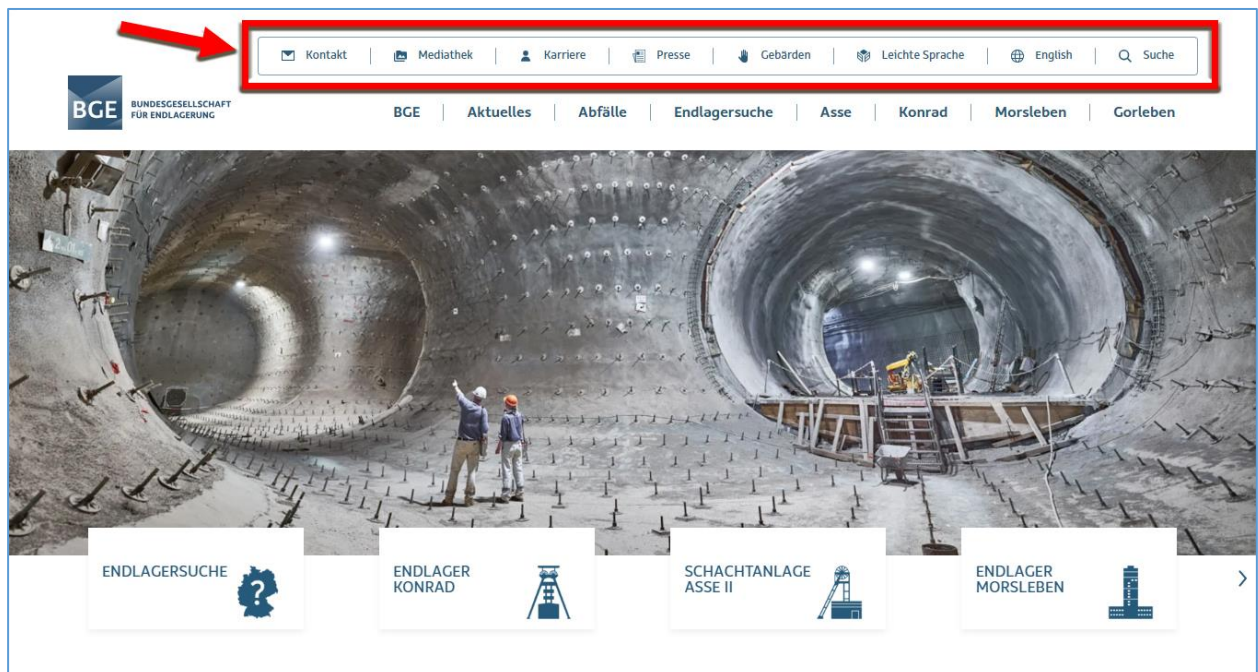 Kontakt | Mediathek | Karriere | Presse | Gebärden | Leichte Sprache | English | Suche
BGE BUNDESGESELLSCHAFT
FÜR ENDLAGERUNG
BGE | Aktuelles | Abfälle | Endlagersuche | Asse | Konrad | Morsleben | Gorleben
ENDLAGERSUCHE
?
ENDLAGER
KONRAD
SCHACHTANLAGE
ASSE II
ENDLAGER
MORSLEBEN